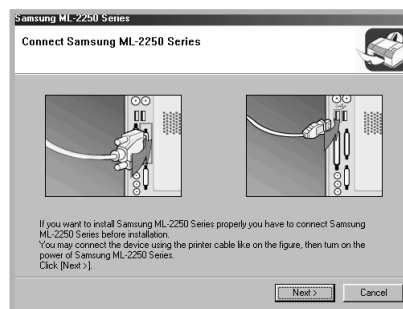 Samsung ML-2250 Series
Connect Samsung ML-2250 Series
If you want to install Samsung ML-2250 Series properly you have to connect Samsung
ML-2250 Series before installation.
You may connect the device using the printer cable like on the figure, then turn on the
power of Samsung ML-2250 Series.
Click [Next >].
Next >
Cancel